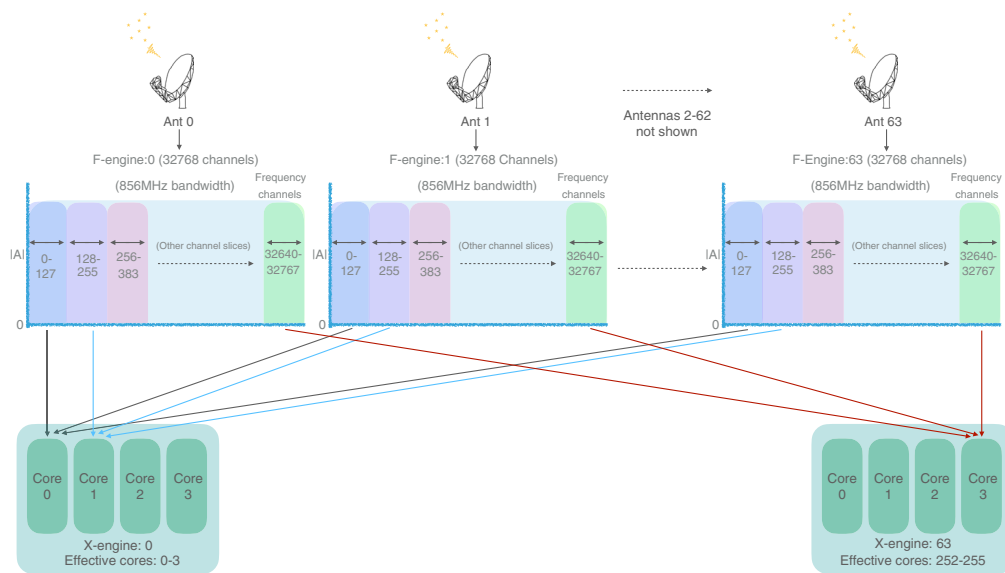 Ant 0
Ant 1
Antennas 2-62
not shown
Ant 63
F-engine:0 (32768 channels)
F-engine:1 (32768 Channels)
F-Engine:63 (32768 channels)
(856MHz bandwidth)
Frequency
channels
(856MHz bandwidth)
Frequency
channels
(856MHz bandwidth)
Frequency
channels
|A|
0-
127
128-
255
256-
383
(Other channel slices)
32640-
32767
0
|A|
0-
127
128-
255
256-
383
(Other channel slices)
32640-
32767
0
|A|
0-
127
128-
255
256-
383
(Other channel slices)
32640-
32767
0
Core
0
Core
1
Core
2
Core
3
X-engine: 0
Effective cores: 0-3
Core
0
Core
1
Core
2
Core
3
X-engine: 63
Effective cores: 252-255